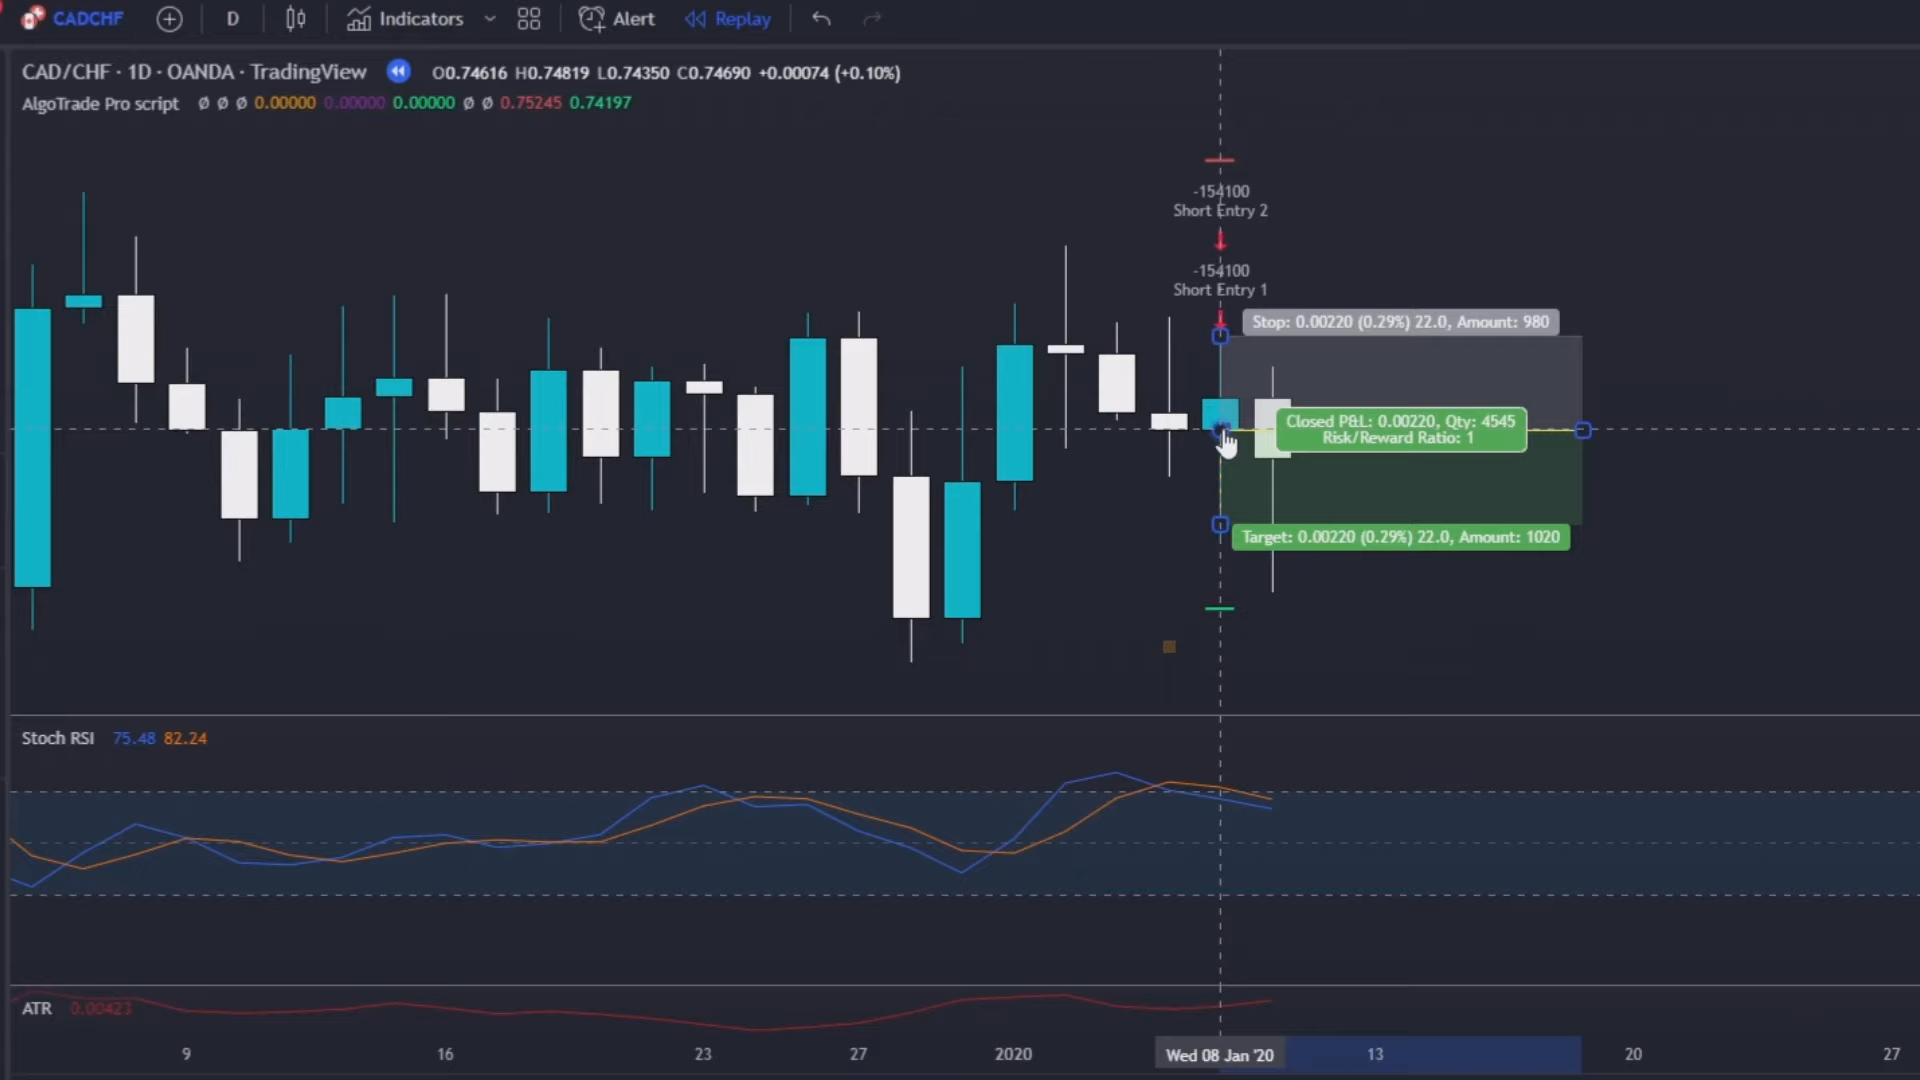 CADCHF D Indicators Alert Replay
CAD/CHF · 1D · OANDA · TradingView O0.74616 H0.74819 L0.74350 C0.74690 +0.00074 (+0.10%)
AlgoTrade Pro script Ø Ø Ø 0.00000 0.00000 0.00000 Ø Ø 0.75245 0.74197
-154100
Short Entry 2
-154100
Short Entry 1
Stop: 0.00220 (0.29%) 22.0, Amount: 980
Closed P&L: 0.00220, Qty: 4545
Risk/Reward Ratio: 1
Target: 0.00220 (0.29%) 22.0, Amount: 1020
Stoch RSI 75.48 82.24
ATR 0.00423
9 16 23 27 2020 Wed 08 Jan '20 13 20 27